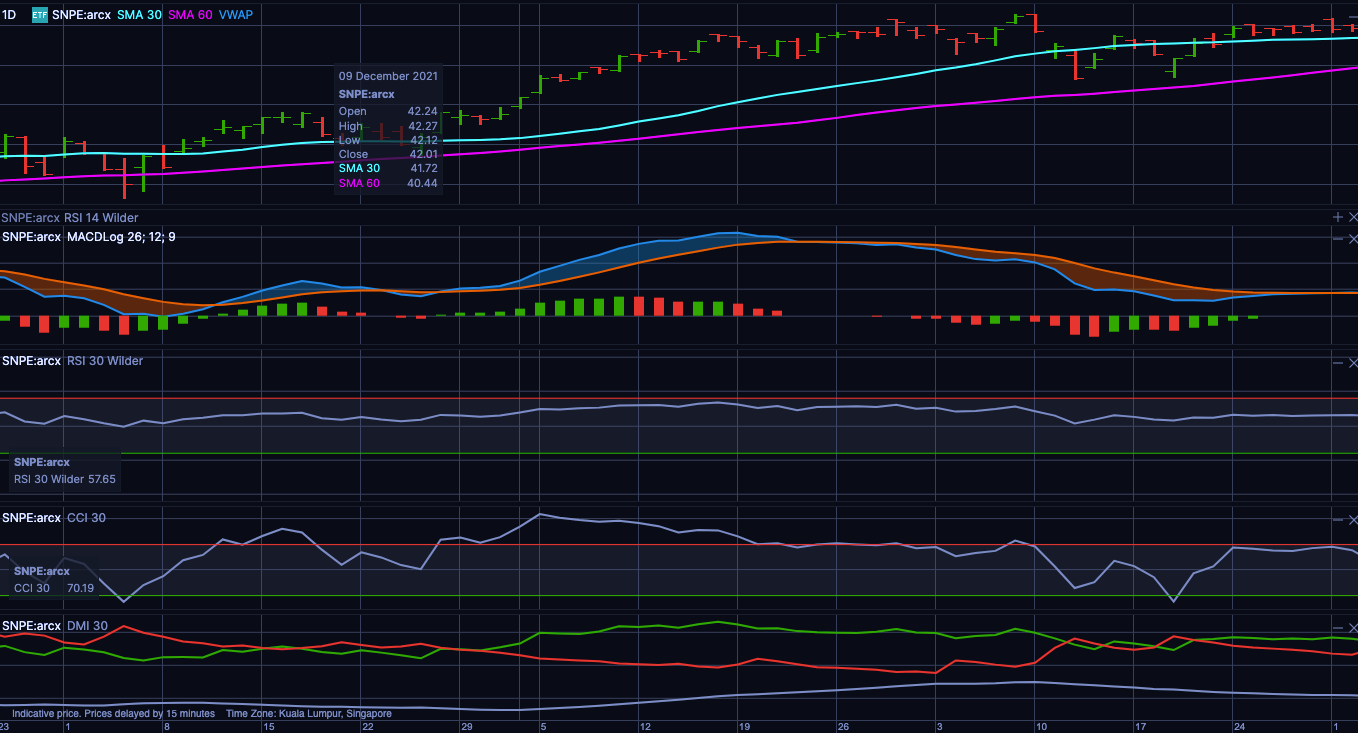 1D ETF SNPE:arcx SMA 30 SMA 60 VWAP
09 December 2021
SNPE:arcx
Open 42.24
High 42.27
Low 42.12
Close 42.01
SMA 30 41.72
SMA 60 40.44
SNPE:arcx RSI 14 Wilder
SNPE:arcx MACDLog 26; 12; 9
SNPE:arcx RSI 30 Wilder
SNPE:arcx
RSI 30 Wilder 57.65
SNPE:arcx CCI 30
SNPE:arcx
CCI 30 70.19
SNPE:arcx DMI 30
Indicative price. Prices delayed by 15 minutes Time Zone: Kuala Lumpur, Singapore
23 1 8 15 22 29 5 12 19 26 3 10 17 24 1